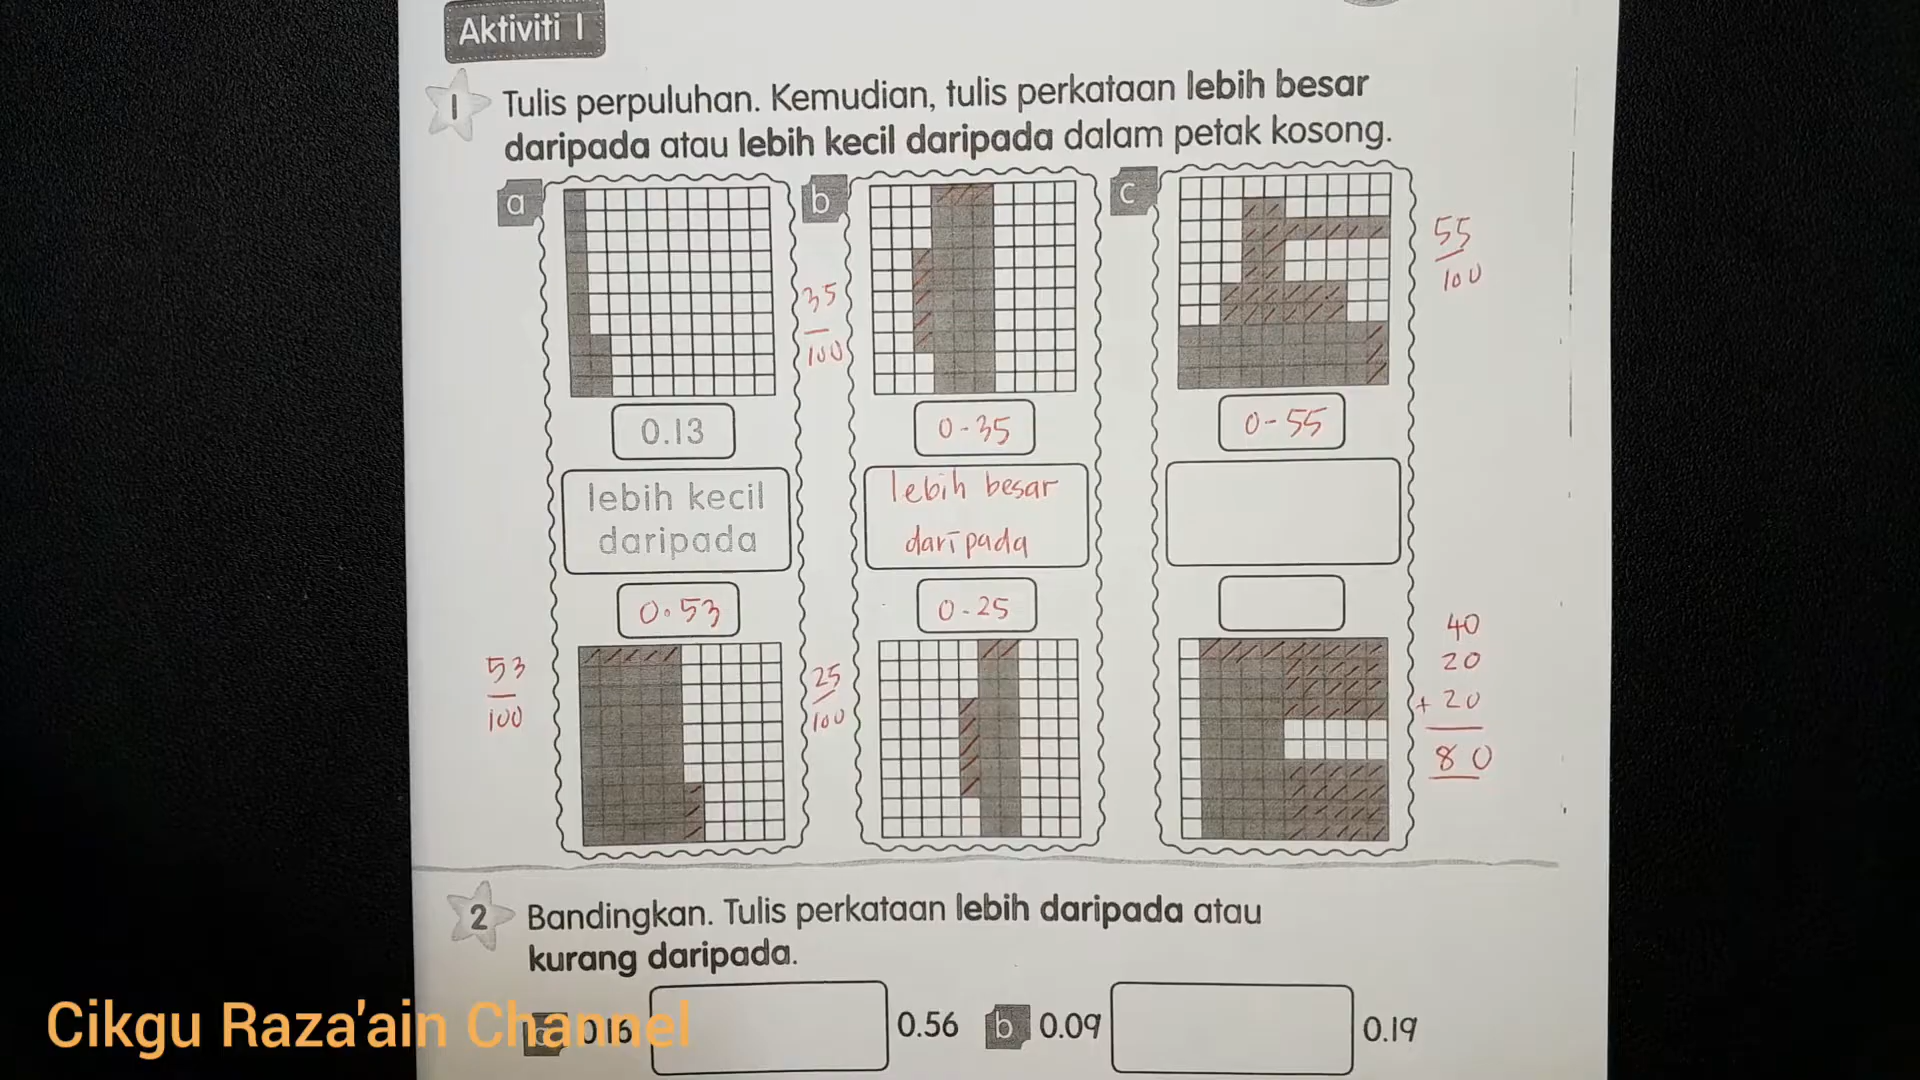 Aktiviti 1
1 Tulis perpuluhan. Kemudian, tulis perkataan lebih besar
daripada atau lebih kecil daripada dalam petak kosong.
a
b
c
55
100
35
100
0.13
0-35
0-55
lebih kecil
daripada
lebih besar
daripada
0.53
0-25
53
100
25
100
40
20
+ 20
80
2 Bandingkan. Tulis perkataan lebih daripada atau
kurang daripada.
a 0.16
0.56
b 0.09
0.19
Cikgu Raza'ain Channel